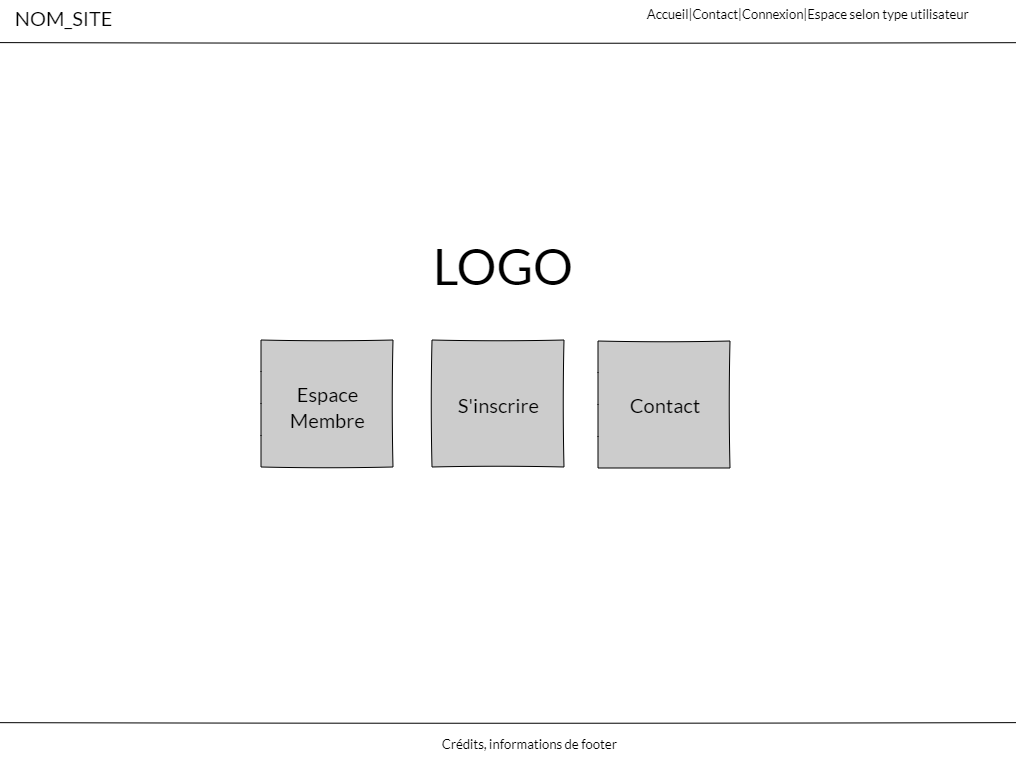 NOM_SITE
Accueil|Contact|Connexion|Espace selon type utilisateur
LOGO
Espace
Membre
S'inscrire
Contact
Crédits, informations de footer